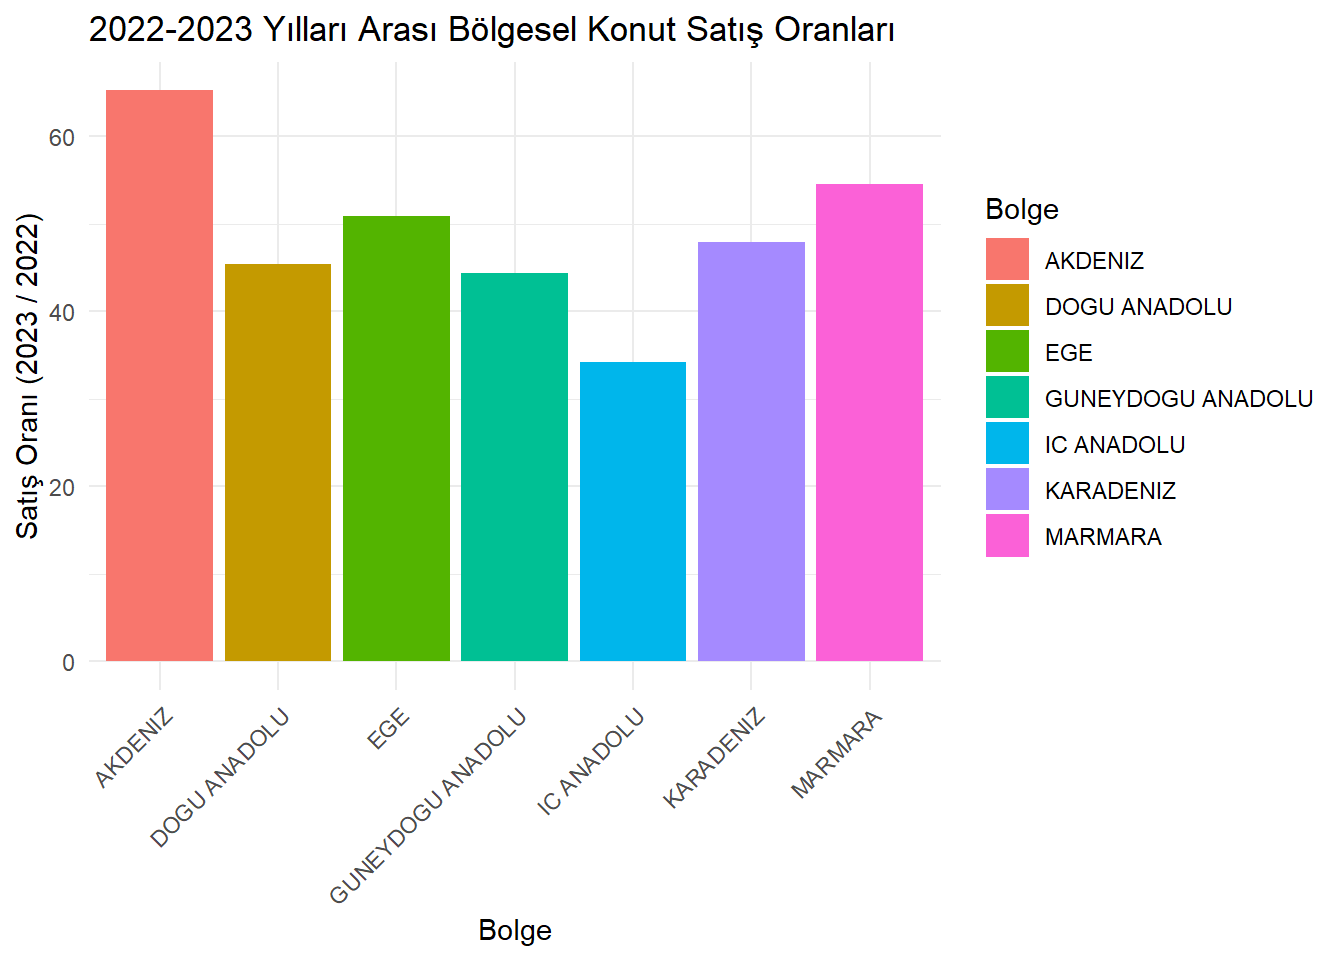 2022-2023 Yılları Arası Bölgesel Konut Satış Oranları
Satış Oranı (2023 / 2022)
60
40
20
0
AKDENIZ
DOGU ANADOLU
EGE
GUNEYDOGU ANADOLU
IC ANADOLU
KARADENIZ
MARMARA
Bolge
Bolge
AKDENIZ
DOGU ANADOLU
EGE
GUNEYDOGU ANADOLU
IC ANADOLU
KARADENIZ
MARMARA